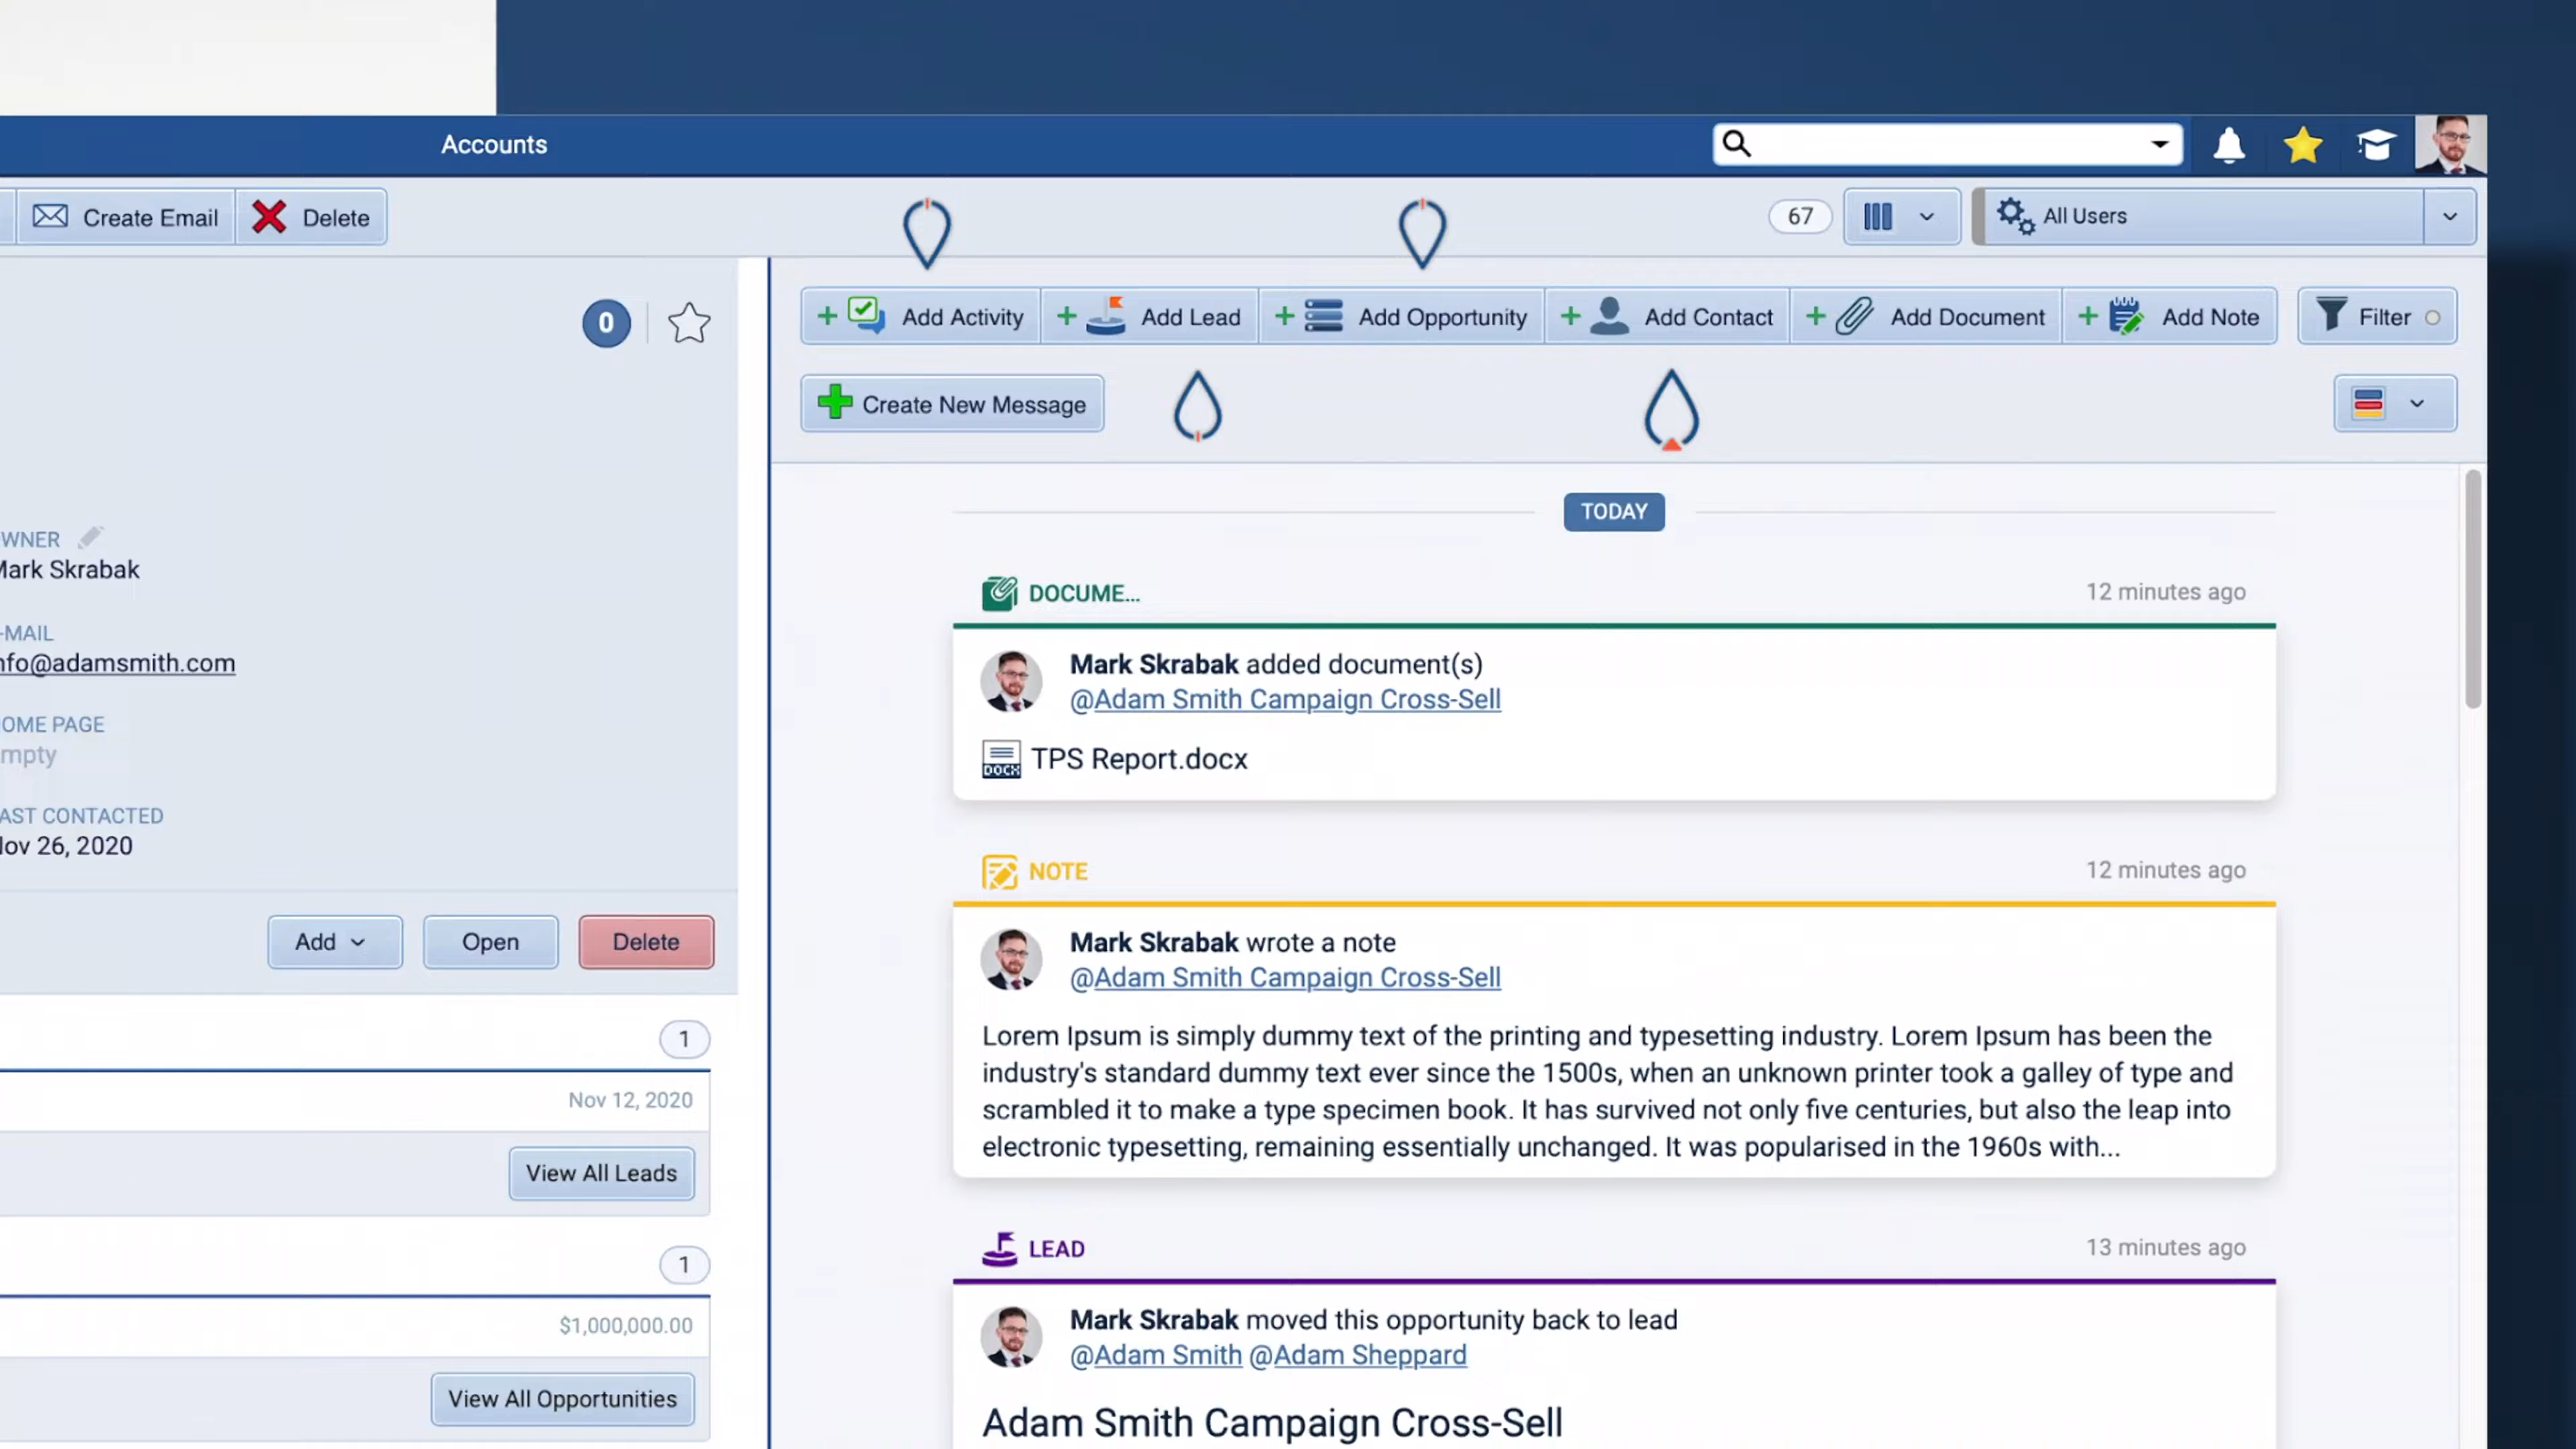 Accounts
Create Email
Delete
67
All Users
0
Add Activity
Add Lead
Add Opportunity
Add Contact
Add Document
Add Note
Filter
Create New Message
TODAY
WNER
Mark Skrabak
-MAIL
nfo@adamsmith.com
OME PAGE
mpty
AST CONTACTED
Nov 26, 2020
Add
Open
Delete
1
Nov 12, 2020
View All Leads
1
$1,000,000.00
View All Opportunities
DOCUME...
12 minutes ago
Mark Skrabak added document(s)
@Adam Smith Campaign Cross-Sell
DOCX
TPS Report.docx
NOTE
12 minutes ago
Mark Skrabak wrote a note
@Adam Smith Campaign Cross-Sell
Lorem Ipsum is simply dummy text of the printing and typesetting industry. Lorem Ipsum has been the
industry's standard dummy text ever since the 1500s, when an unknown printer took a galley of type and
scrambled it to make a type specimen book. It has survived not only five centuries, but also the leap into
electronic typesetting, remaining essentially unchanged. It was popularised in the 1960s with...
LEAD
13 minutes ago
Mark Skrabak moved this opportunity back to lead
@Adam Smith @Adam Sheppard
Adam Smith Campaign Cross-Sell